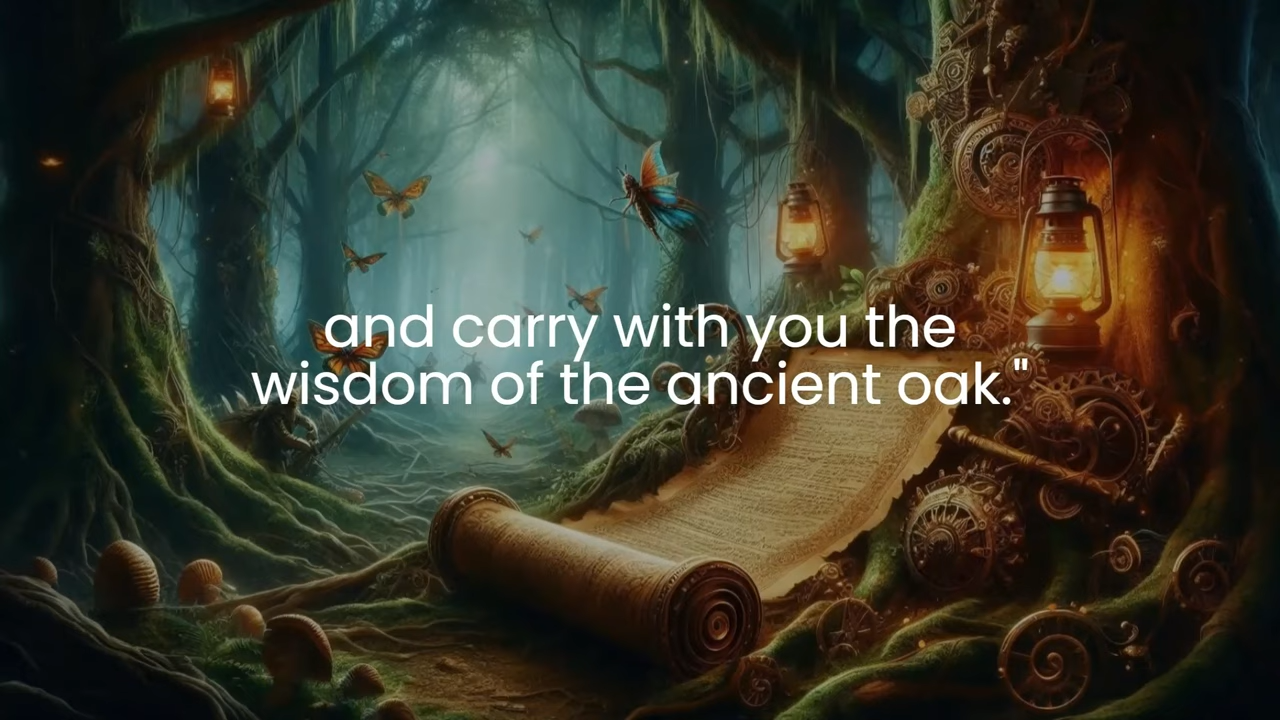 and carry with you the
wisdom of the ancient oak."